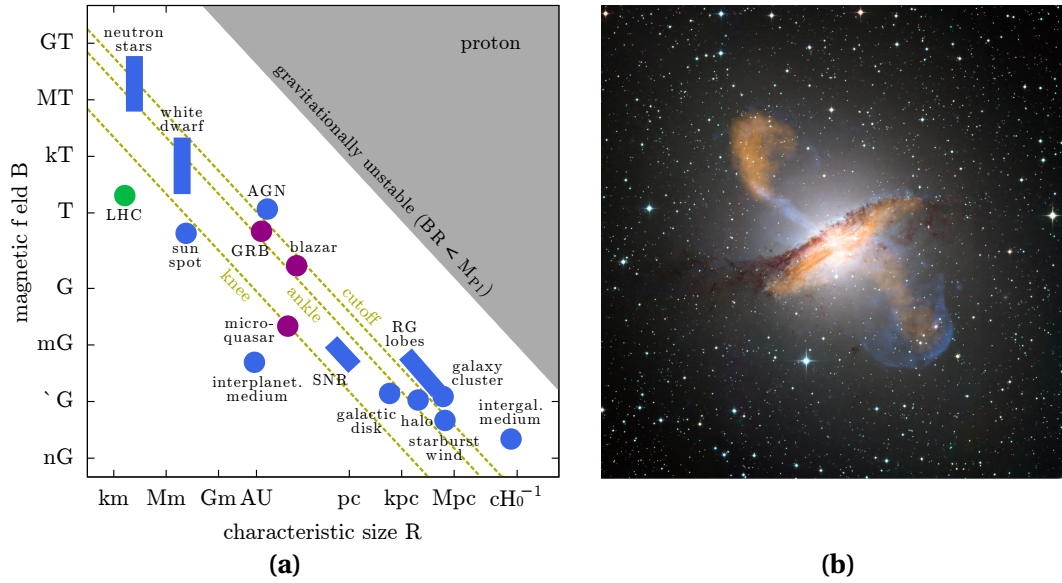 GT
MT
kT
T
G
mG
`G
nG
magnetic f eld B
neutron
stars
white
dwarf
LHC
sun
spot
AGN
GRB
blazar
micro-
quasar
interplanet.
medium
SNR
RG
lobes
galaxy
cluster
galactic
disk
halo
starburst
wind
intergal.
medium
knee
ankle
cutoff
gravitationally unstable (BR < MPl)
proton
km Mm Gm AU pc kpc Mpc cH0⁻¹
characteristic size R
(a)
(b)